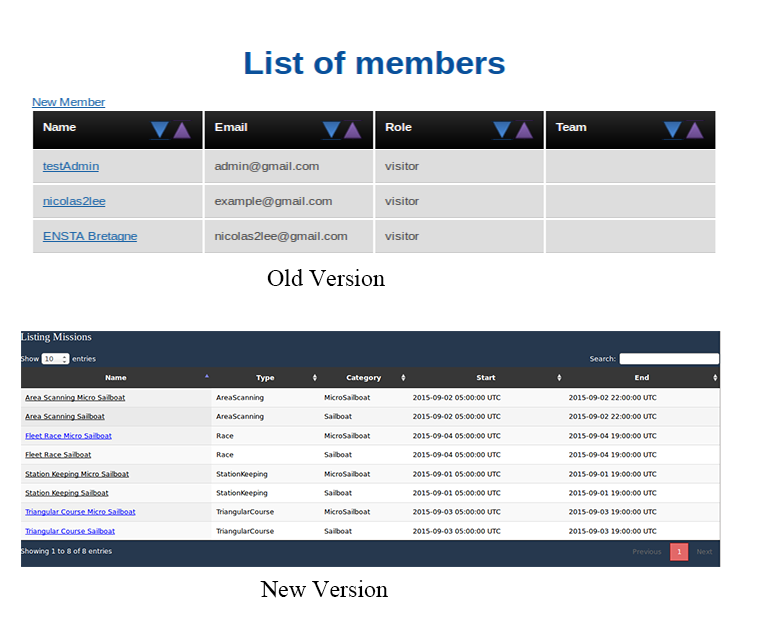 List of members
New Member
Name Email Role Team
testAdmin admin@gmail.com visitor
nicolas2lee example@gmail.com visitor
ENSTA Bretagne nicolas2lee@gmail.com visitor
Old Version
Listing Missions
Show 10 entries Search:
Name Type Category Start End
Area Scanning Micro Sailboat AreaScanning MicroSailboat 2015-09-02 05:00:00 UTC 2015-09-02 22:00:00 UTC
Area Scanning Sailboat AreaScanning Sailboat 2015-09-02 05:00:00 UTC 2015-09-02 22:00:00 UTC
Fleet Race Micro Sailboat Race MicroSailboat 2015-09-04 05:00:00 UTC 2015-09-04 19:00:00 UTC
Fleet Race Sailboat Race Sailboat 2015-09-04 05:00:00 UTC 2015-09-04 19:00:00 UTC
Station Keeping Micro Sailboat StationKeeping MicroSailboat 2015-09-01 05:00:00 UTC 2015-09-01 19:00:00 UTC
Station Keeping Sailboat StationKeeping Sailboat 2015-09-01 05:00:00 UTC 2015-09-01 19:00:00 UTC
Triangular Course Micro Sailboat TriangularCourse MicroSailboat 2015-09-03 05:00:00 UTC 2015-09-03 19:00:00 UTC
Triangular Course Sailboat TriangularCourse Sailboat 2015-09-03 05:00:00 UTC 2015-09-03 19:00:00 UTC
Showing 1 to 8 of 8 entries Previous 1 Next
New Version